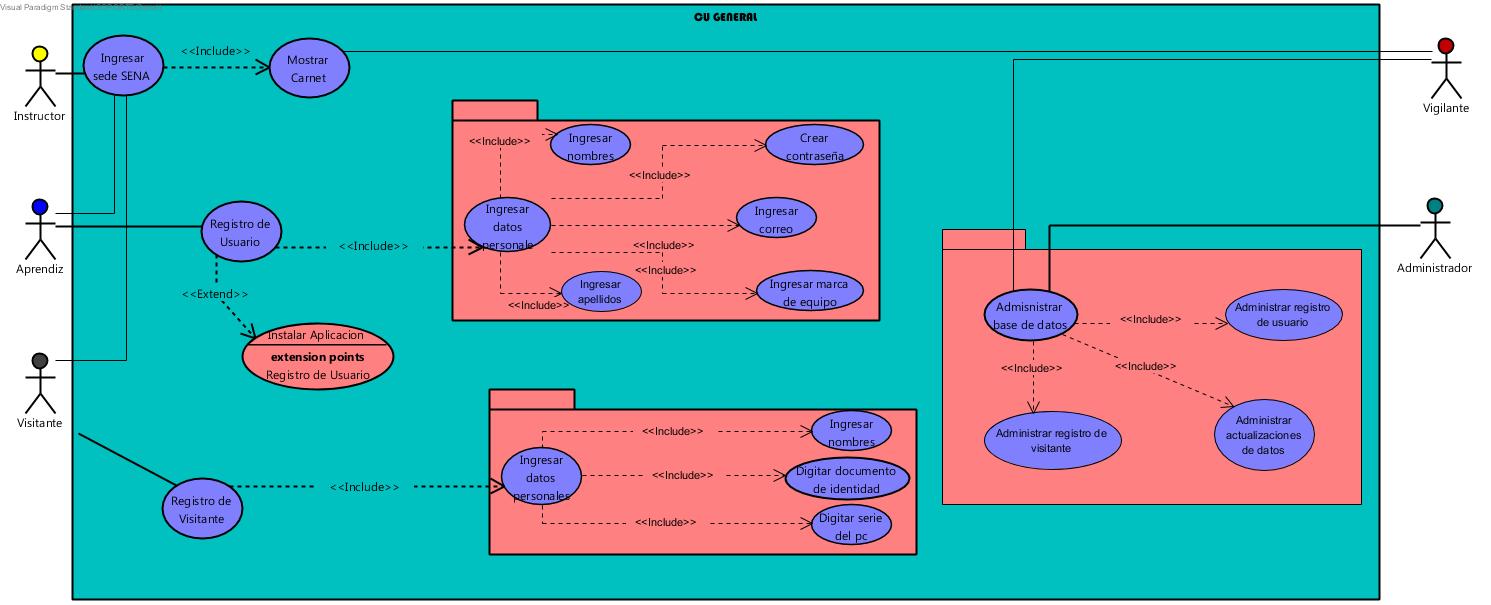 Visual Paradigm
CU GENERAL
Instructor
Ingresar
sede SENA
<<Include>>
Mostrar
Carnet
Vigilante
Aprendiz
Registro de
Usuario
<<Include>>
<<Extend>>
Instalar Aplicacion
extension points
Registro de Usuario
<<Include>>
Ingresar
nombres
Crear
contraseña
<<Include>>
Ingresar
datos
personale
Ingresar
correo
<<Include>>
<<Include>>
Ingresar
apellidos
<<Include>>
Ingresar marca
de equipo
Administrador
Adminsitrar
base de datos
<<Include>>
Administrar registro
de usuario
<<Include>>
<<Include>>
Administrar registro de
visitante
Administrar
actualizaciones
de datos
Visitante
Registro de
Visitante
<<Include>>
Ingresar
datos
personales
<<Include>>
Ingresar
nombres
<<Include>>
Digitar documento
de identidad
<<Include>>
Digitar serie
del pc